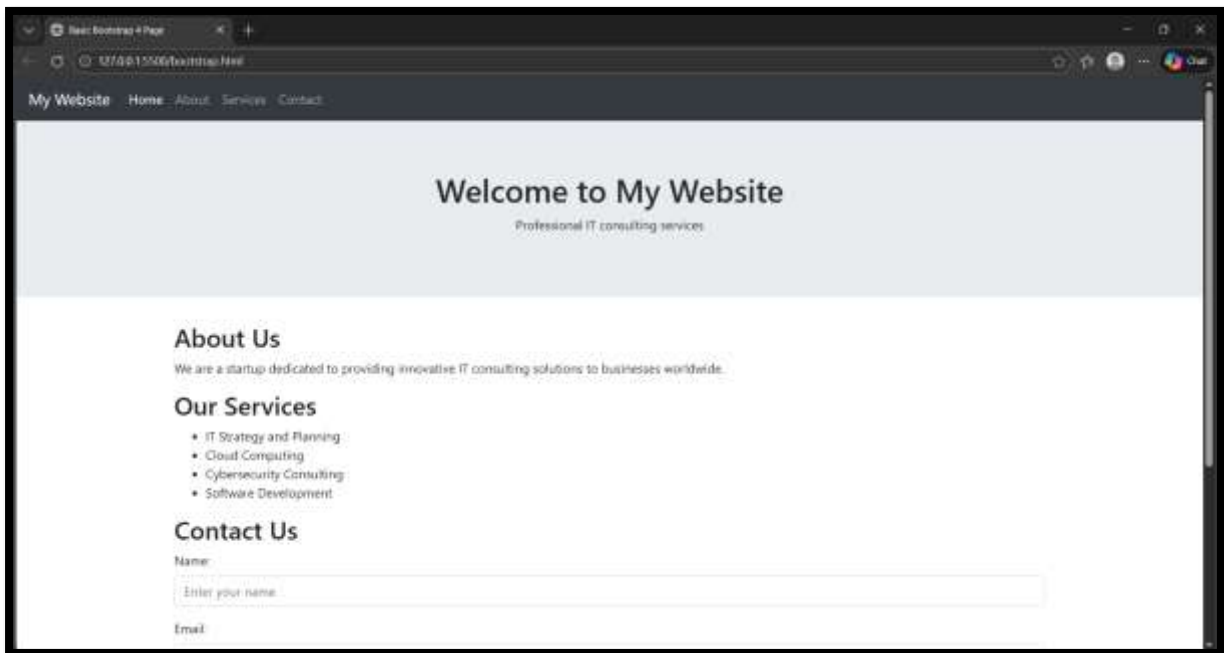 Basic Bootstrap 4 Page
127.0.0.1:5500/bootstrap.html
Chat
My Website Home About Services Contact
Welcome to My Website
Professional IT consulting services
About Us
We are a startup dedicated to providing innovative IT consulting solutions to businesses worldwide.
Our Services
• IT Strategy and Planning
• Cloud Computing
• Cybersecurity Consulting
• Software Development
Contact Us
Name:
Enter your name
Email: